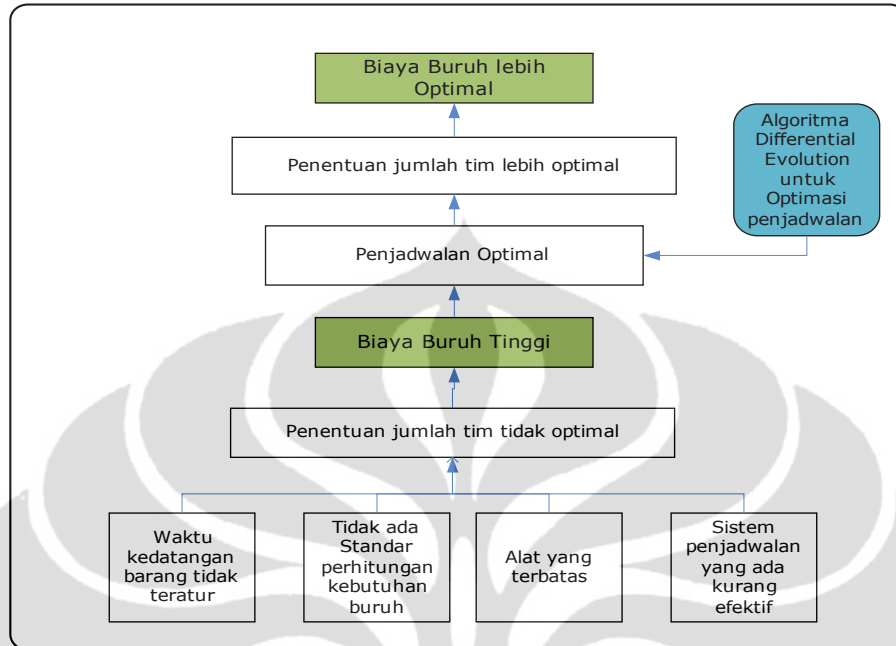 Biaya Buruh lebih
Optimal
Penentuan jumlah tim lebih optimal
Algoritma
Differential
Evolution
untuk
Optimasi
penjadwalan
Penjadwalan Optimal
Biaya Buruh Tinggi
Penentuan jumlah tim tidak optimal
Waktu
kedatangan
barang tidak
teratur
Tidak ada
Standar
perhitungan
kebutuhan
buruh
Alat yang
terbatas
Sistem
penjadwalan
yang ada
kurang
efektif